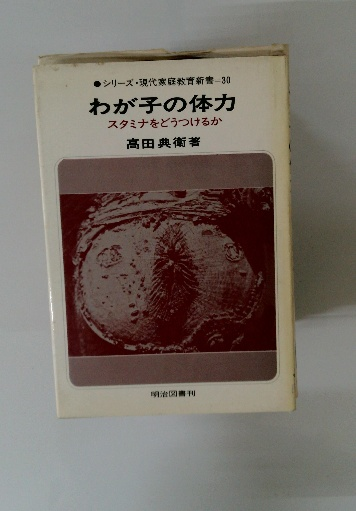 ●シリーズ・現代家庭教育新書—30
わが子の体力
スタミナをどうつけるか
高田典衛著
明治図書刊